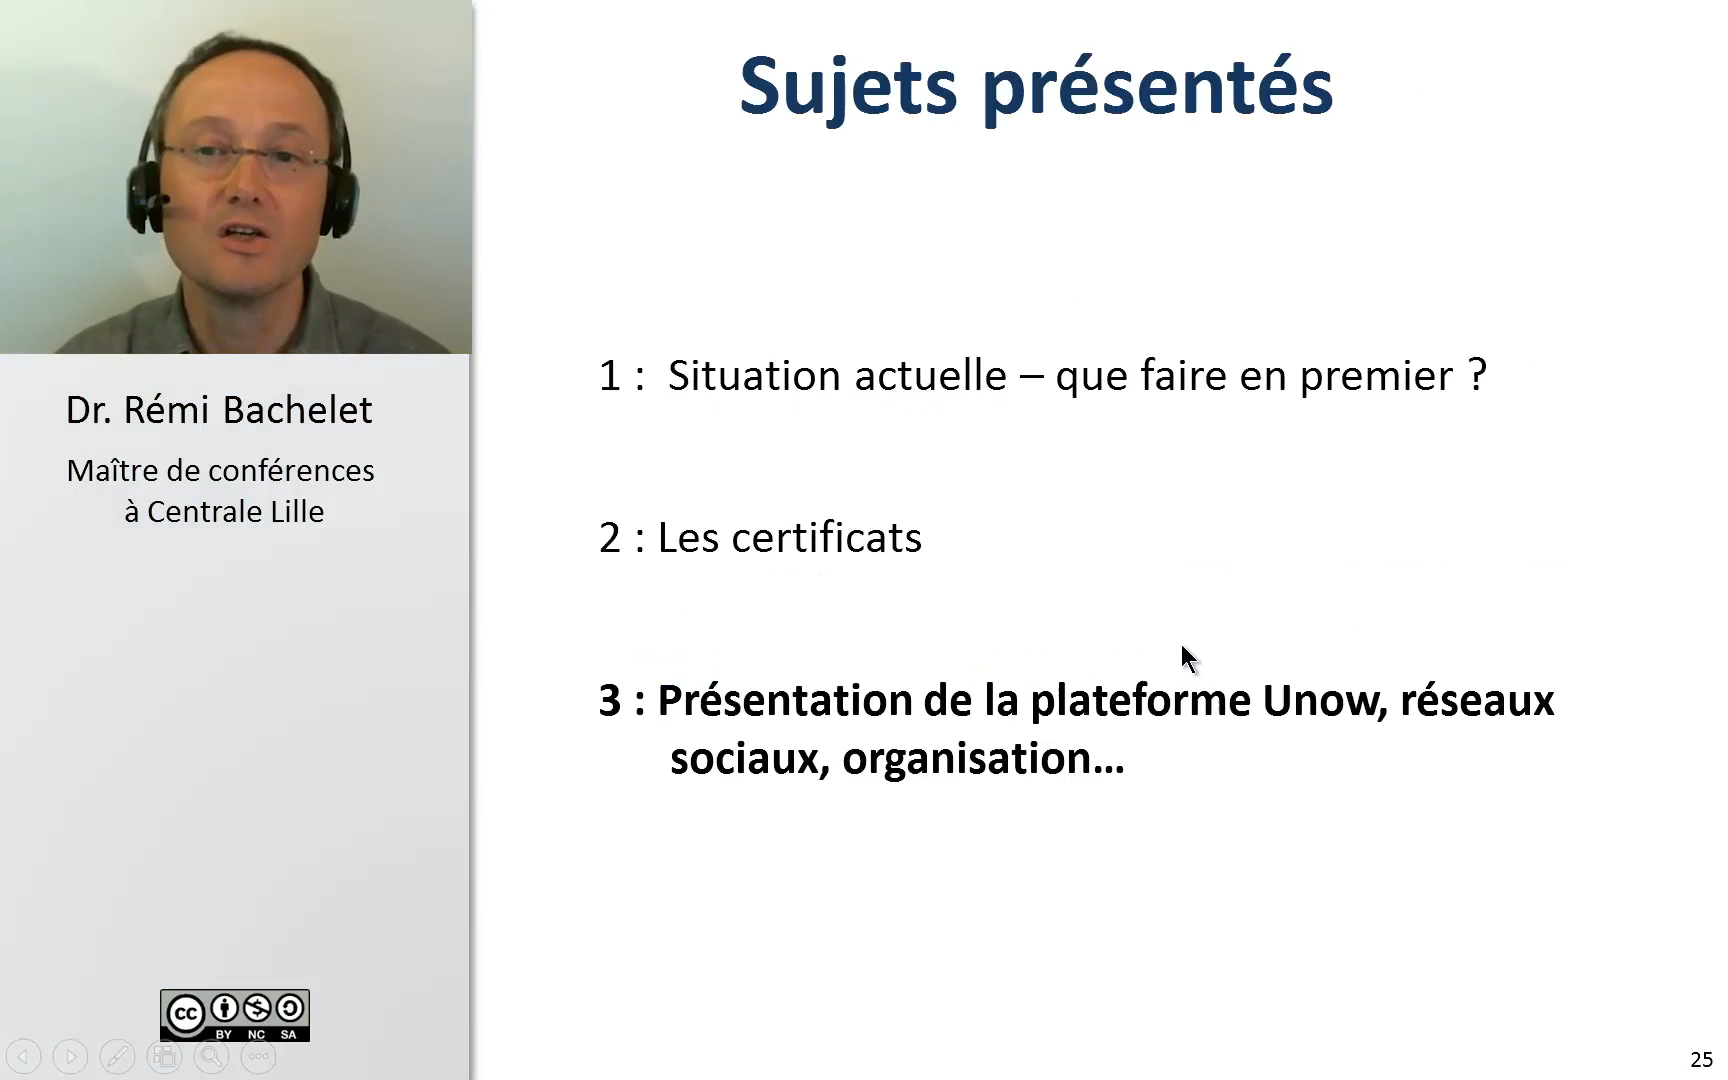 Sujets présentés
Dr. Rémi Bachelet
Maître de conférences
à Centrale Lille
1 : Situation actuelle – que faire en premier ?
2 : Les certificats
3 : Présentation de la plateforme Unow, réseaux
sociaux, organisation...
cc
BY NC SA
25